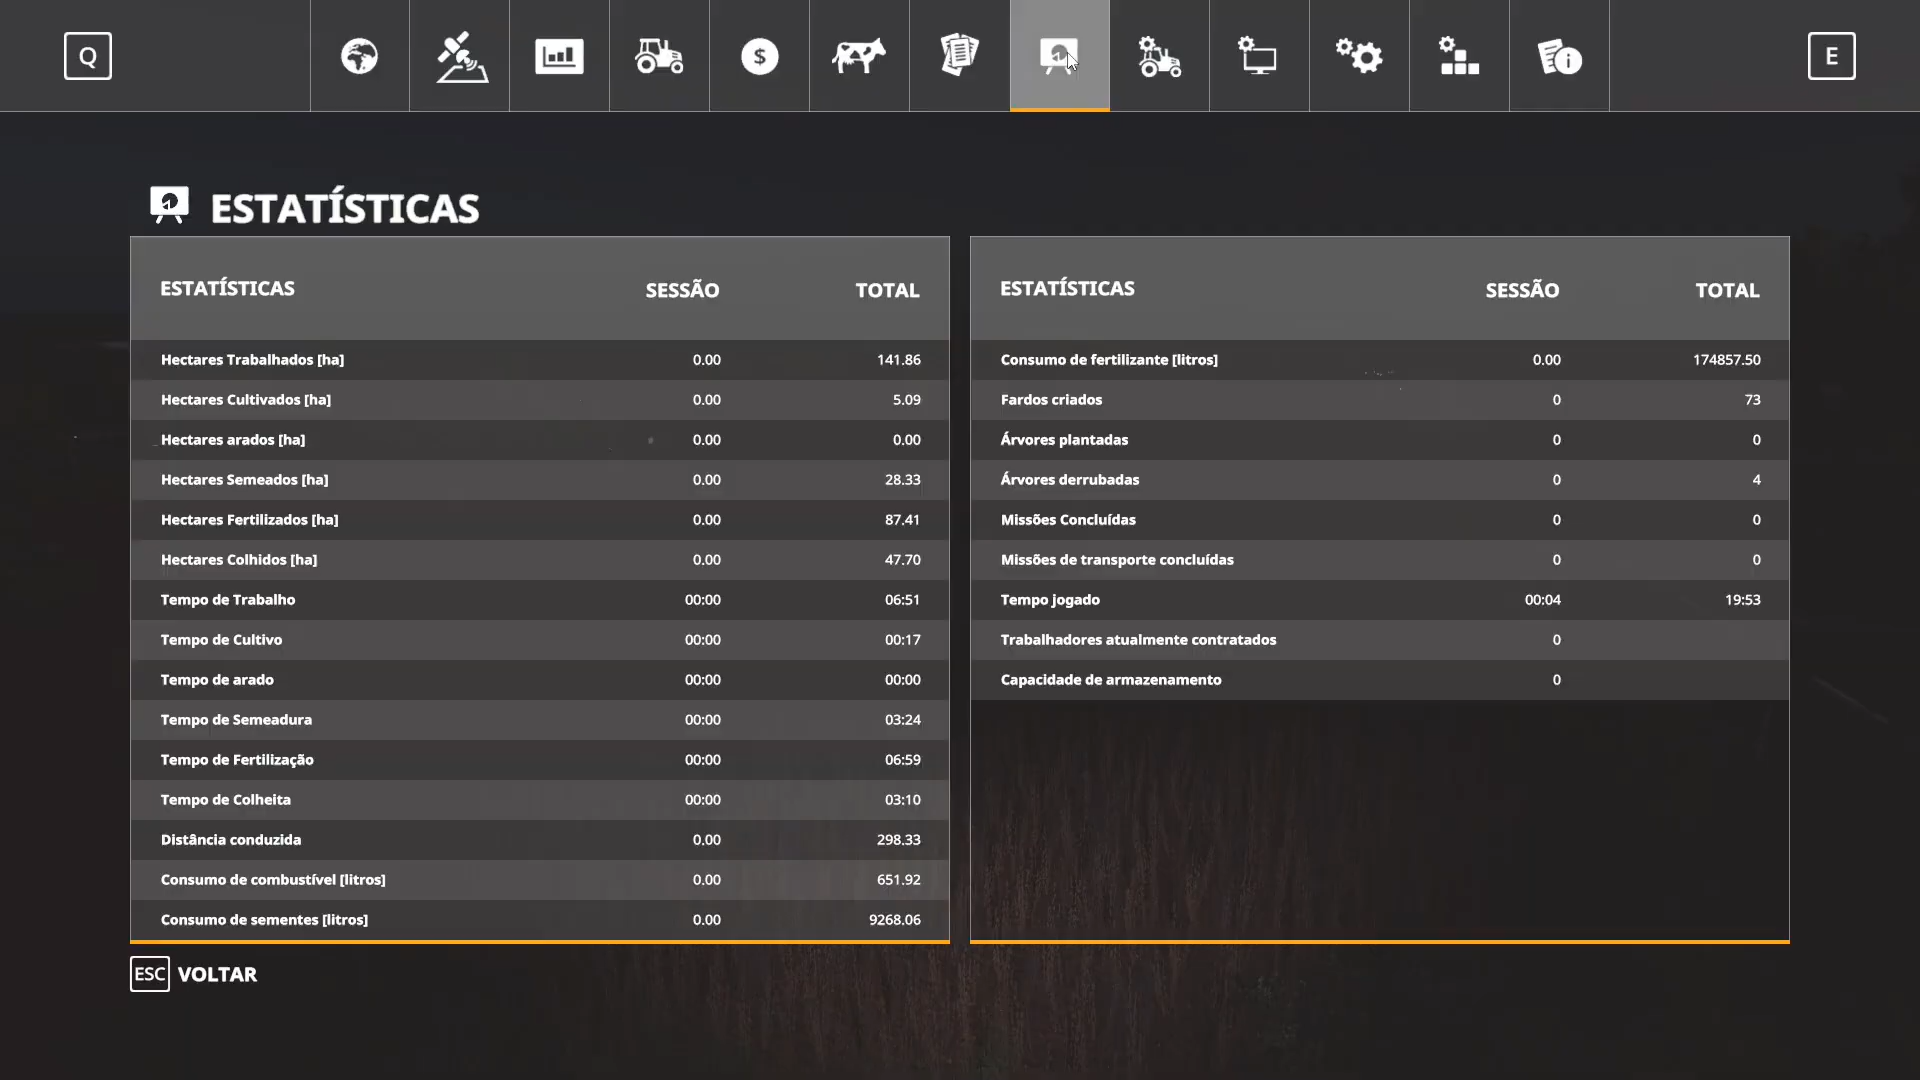 Q
E
ESTATÍSTICAS
ESTATÍSTICAS SESSÃO TOTAL
Hectares Trabalhados [ha] 0.00 141.86
Hectares Cultivados [ha] 0.00 5.09
Hectares arados [ha] 0.00 0.00
Hectares Semeados [ha] 0.00 28.33
Hectares Fertilizados [ha] 0.00 87.41
Hectares Colhidos [ha] 0.00 47.70
Tempo de Trabalho 00:00 06:51
Tempo de Cultivo 00:00 00:17
Tempo de arado 00:00 00:00
Tempo de Semeadura 00:00 03:24
Tempo de Fertilização 00:00 06:59
Tempo de Colheita 00:00 03:10
Distância conduzida 0.00 298.33
Consumo de combustível [litros] 0.00 651.92
Consumo de sementes [litros] 0.00 9268.06
ESTATÍSTICAS SESSÃO TOTAL
Consumo de fertilizante [litros] 0.00 174857.50
Fardos criados 0 73
Árvores plantadas 0 0
Árvores derrubadas 0 4
Missões Concluídas 0 0
Missões de transporte concluídas 0 0
Tempo jogado 00:04 19:53
Trabalhadores atualmente contratados 0
Capacidade de armazenamento 0
ESC VOLTAR